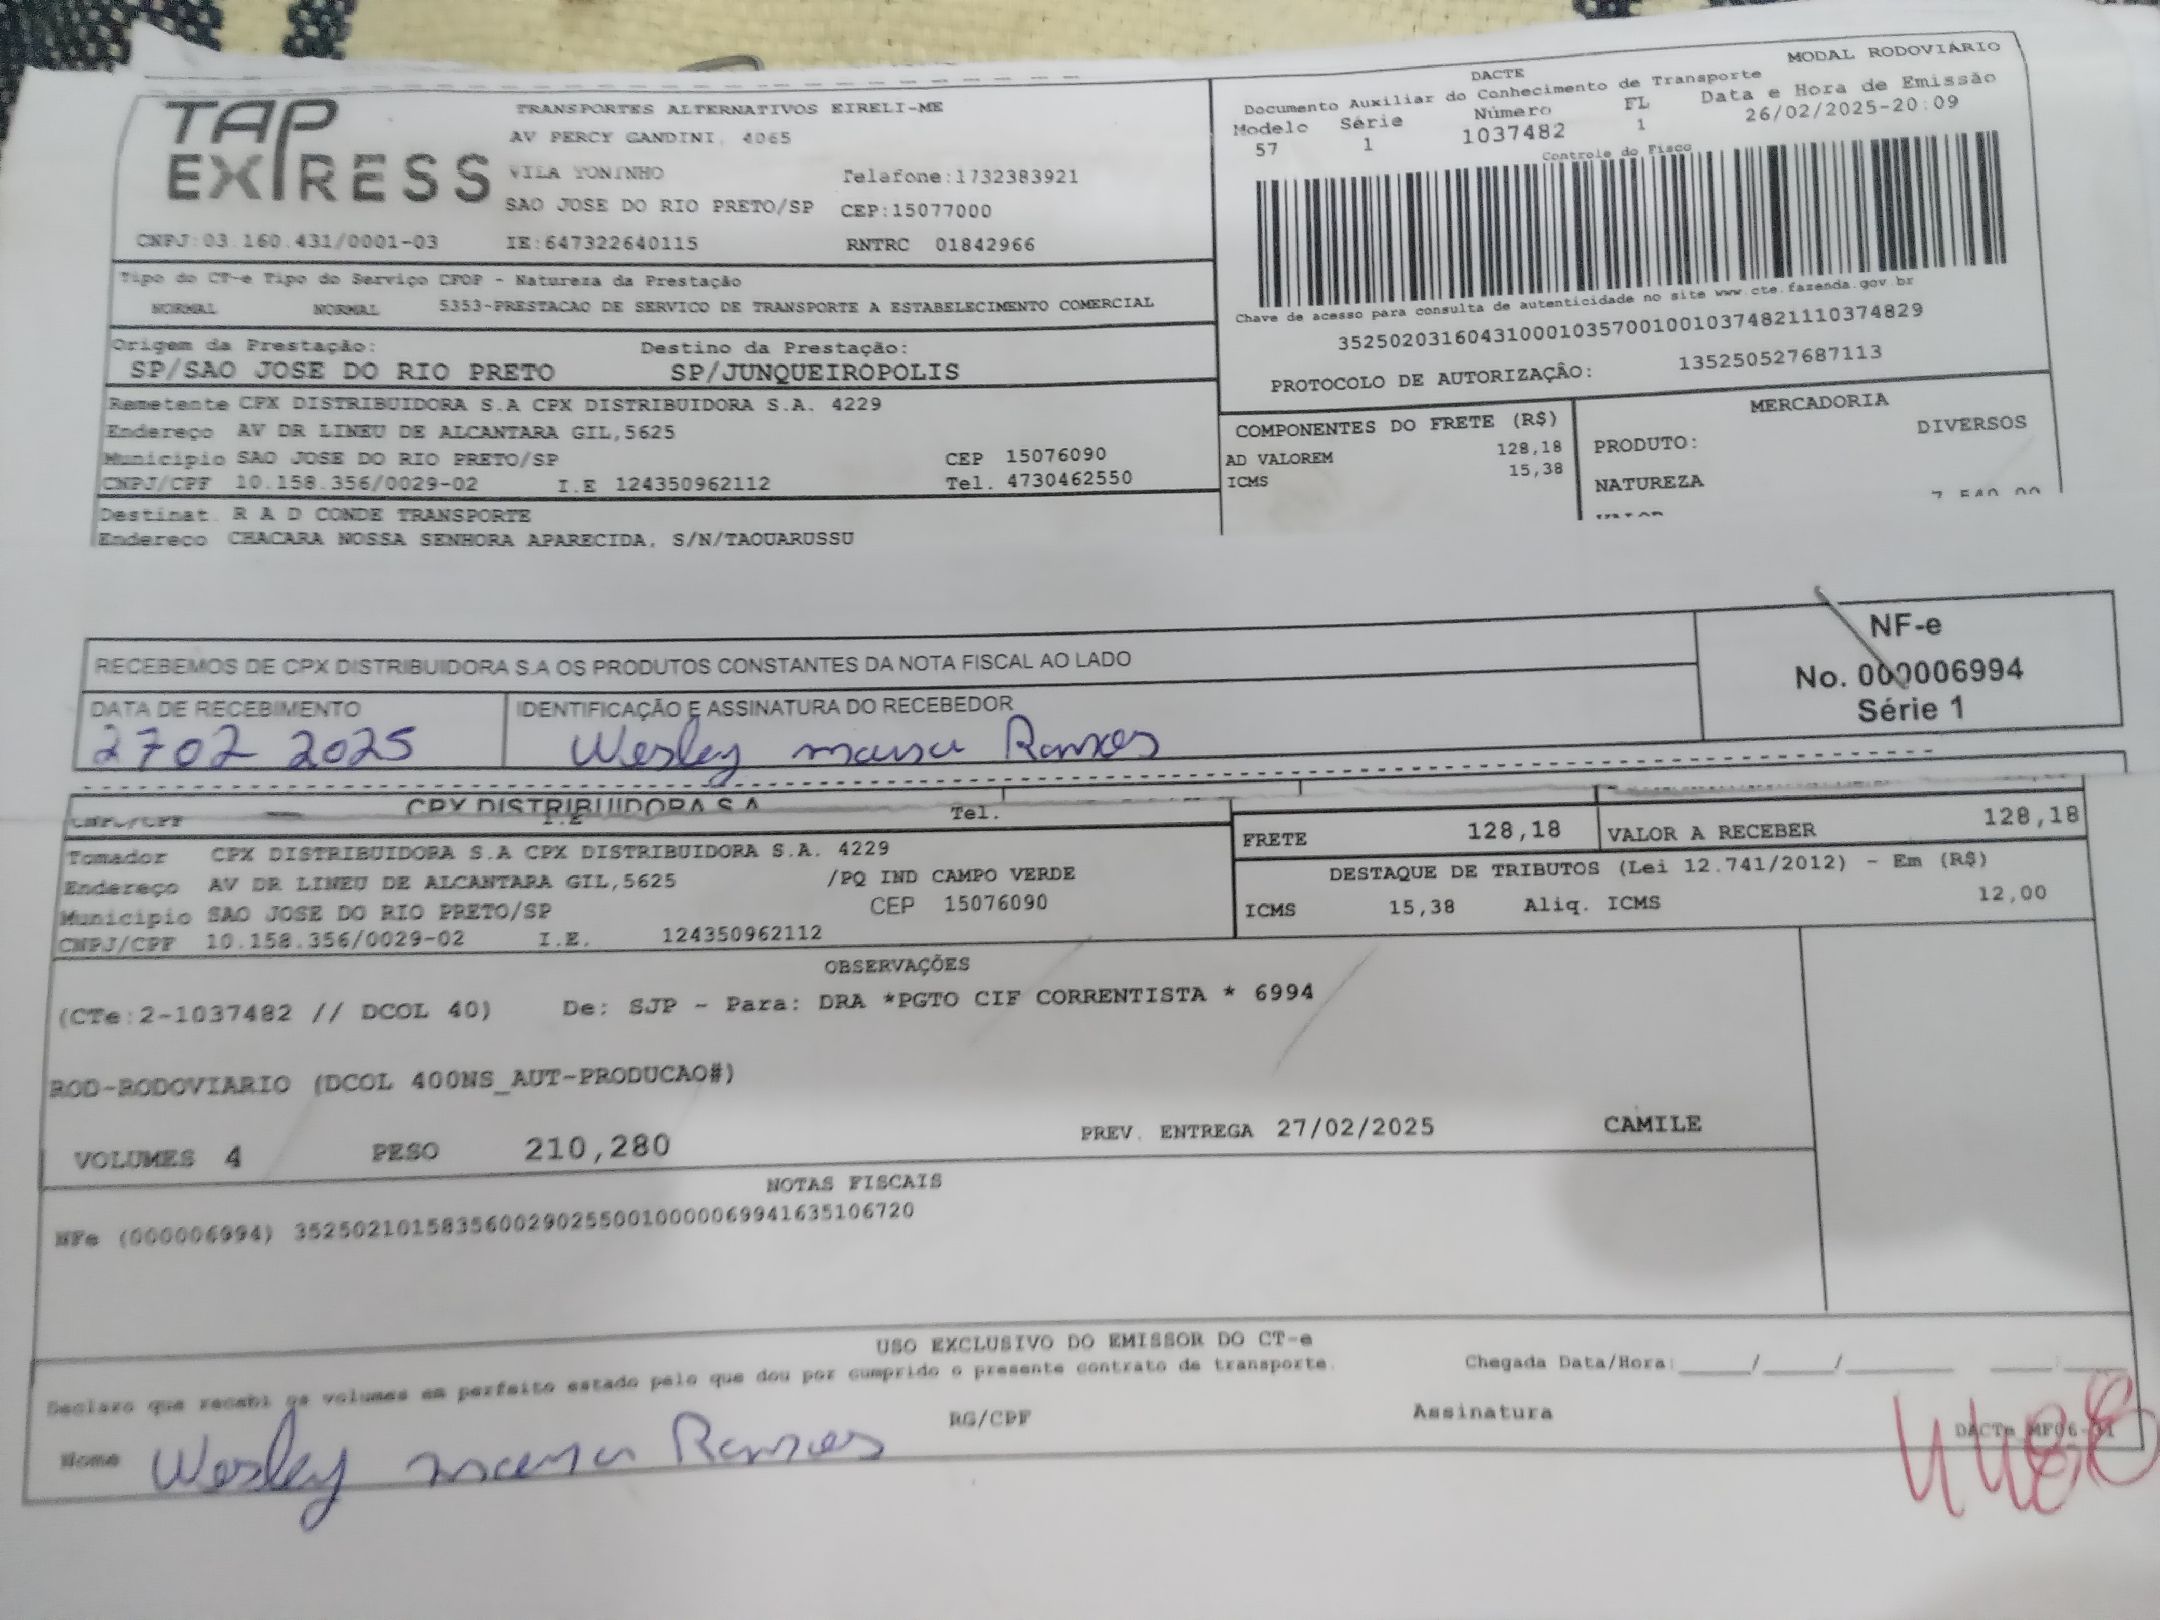 TAP EXPRESS
TRANSPORTES ALTERNATIVOS EIRELI-ME
AV PERCY GANDINI, 4065
VILA TONINHO Telefone:1732383921
SAO JOSE DO RIO PRETO/SP CEP:15077000
CNPJ:03.160.431/0001-03 IE:647322640115 RNTRC 01842966
MODAL RODOVIÁRIO
DACTE
Documento Auxiliar do Conhecimento de Transporte
Modelo Série Número FL Data e Hora de Emissão
57 1 1037482 1 26/02/2025-20:09
Controle do Fisco
Chave de acesso para consulta de autenticidade no site www.cte.fazenda.gov.br
35250203160431000103570010010374821110374829
PROTOCOLO DE AUTORIZAÇÃO: 135250527687113
Tipo do CT-e Tipo do Serviço CFOP - Natureza da Prestação
NORMAL NORMAL 5353-PRESTACAO DE SERVICO DE TRANSPORTE A ESTABELECIMENTO COMERCIAL
Origem da Prestação: Destino da Prestação:
SP/SAO JOSE DO RIO PRETO SP/JUNQUEIROPOLIS
Remetente CPX DISTRIBUIDORA S.A CPX DISTRIBUIDORA S.A. 4229
Endereço AV DR LINEU DE ALCANTARA GIL,5625
Municipio SAO JOSE DO RIO PRETO/SP CEP 15076090
CNPJ/CPF 10.158.356/0029-02 I.E 124350962112 Tel. 4730462550
Destinat. R A D CONDE TRANSPORTE
Endereco CHACARA NOSSA SENHORA APARECIDA, S/N/TAQUARUSSU
COMPONENTES DO FRETE (R$)
AD VALOREM 128,18
ICMS 15,38
MERCADORIA
PRODUTO: DIVERSOS
NATUREZA
7.540,00
RECEBEMOS DE CPX DISTRIBUIDORA S.A OS PRODUTOS CONSTANTES DA NOTA FISCAL AO LADO
DATA DE RECEBIMENTO IDENTIFICAÇÃO E ASSINATURA DO RECEBEDOR
27 02 2025 Wesley Ramos
NF-e
No. 000006994
Série 1
CPX DISTRIBUIDORA S.A
CNPJ/CPF I.E Tel.
Tomador CPX DISTRIBUIDORA S.A CPX DISTRIBUIDORA S.A. 4229
Endereço AV DR LINEU DE ALCANTARA GIL,5625 /PQ IND CAMPO VERDE
Municipio SAO JOSE DO RIO PRETO/SP CEP 15076090
CNPJ/CPF 10.158.356/0029-02 I.E. 124350962112
FRETE 128,18 VALOR A RECEBER 128,18
DESTAQUE DE TRIBUTOS (Lei 12.741/2012) - Em (R$)
ICMS 15,38 Aliq. ICMS 12,00
OBSERVAÇÕES
(CTe:2-1037482 // DCOL 40) De: SJP - Para: DRA *PGTO CIF CORRENTISTA * 6994
ROD-RODOVIARIO (DCOL 400NS_AUT-PRODUCAO#)
VOLUMES 4 PESO 210,280 PREV. ENTREGA 27/02/2025 CAMILE
NOTAS FISCAIS
NFe (000006994) 35250210158356002902550010000069941635106720
USO EXCLUSIVO DO EMISSOR DO CT-e
Declaro que recebi os volumes em perfeito estado pelo que dou por cumprido o presente contrato de transporte. Chegada Data/Hora:____/____/____ ___:___
RG/CPF Assinatura
Nome Wesley Ramos